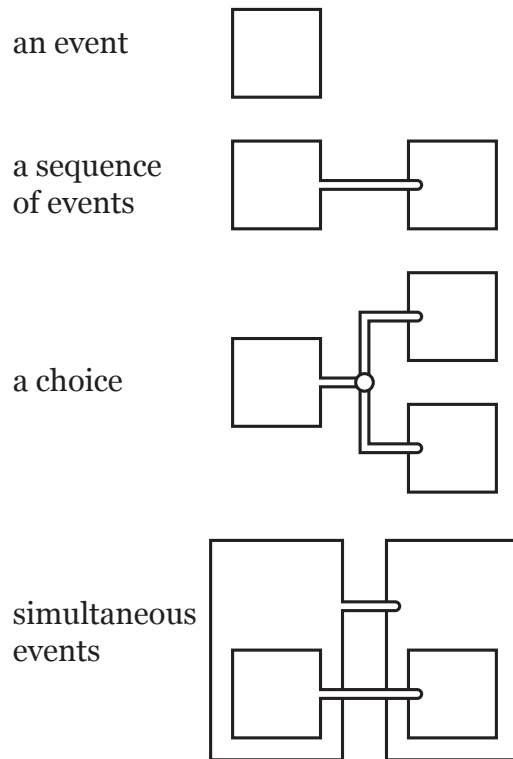 an event
a sequence
of events
a choice
simultaneous
events